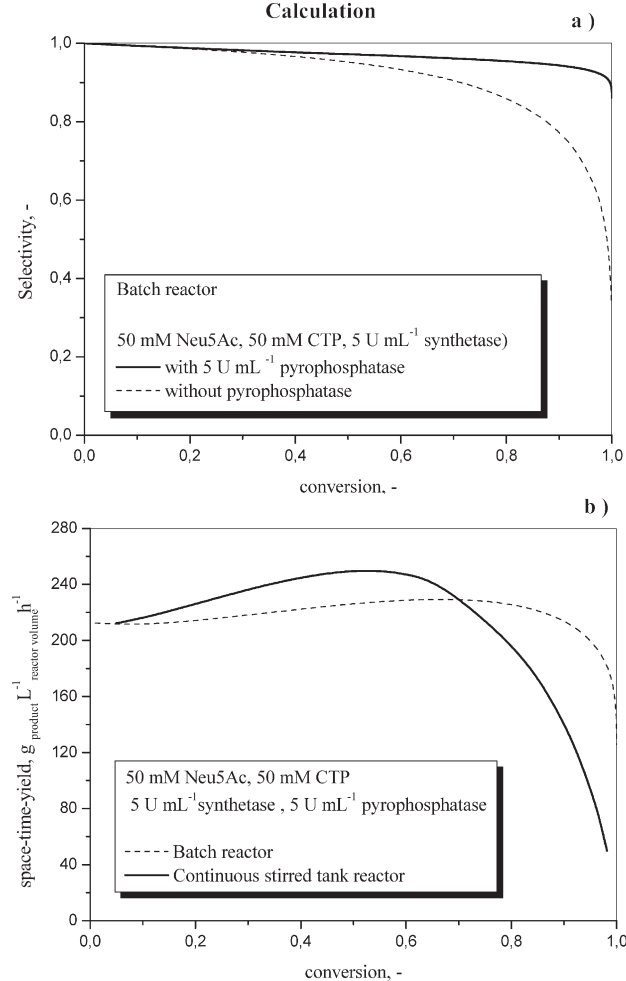 Calculation
a )
1,0
0,8
0,6
0,4
0,2
0,0
Selectivity, -
Batch reactor
50 mM Neu5Ac, 50 mM CTP, 5 U mL⁻¹ synthetase)
with 5 U mL⁻¹ pyrophosphatase
without pyrophosphatase
0,0 0,2 0,4 0,6 0,8 1,0
conversion, -
b )
280
240
200
160
120
80
40
0
space-time-yield, g product L⁻¹ reactor volume h⁻¹
50 mM Neu5Ac, 50 mM CTP
5 U mL⁻¹synthetase , 5 U mL⁻¹ pyrophosphatase
Batch reactor
Continuous stirred tank reactor
0,0 0,2 0,4 0,6 0,8 1,0
conversion, -